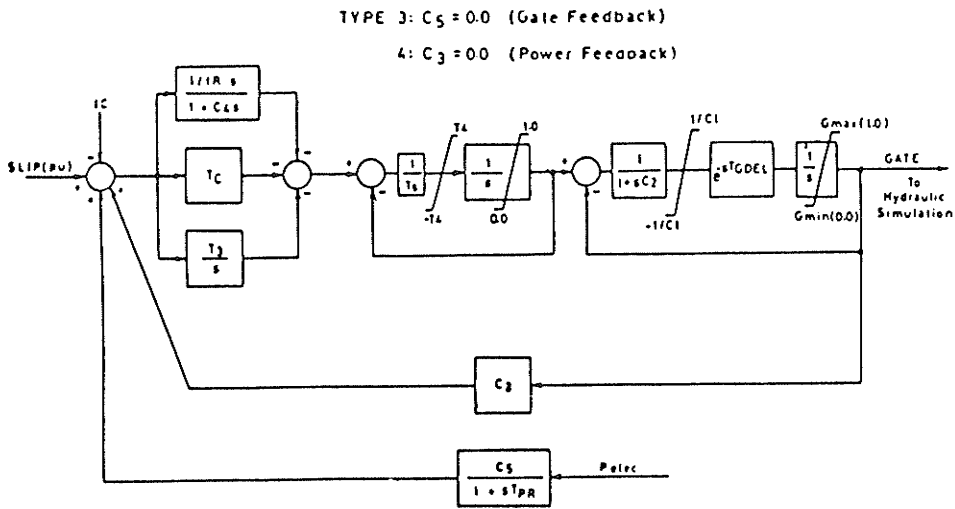 TYPE 3: C5 = 0.0 (Gate Feedback)
4: C3 = 0.0 (Power Feedback)
1/TR s
1 + C4s
IC
SLIP(pu)
TC
T3
s
1
T5
T4
-T4
1
s
1.0
0.0
1
1+sC2
1/C1
-1/C1
e-sTGDEL
1
s
Gmax(1.0)
Gmin(0.0)
GATE
To
Hydraulic
Simulation
C3
C5
1 + sTPR
Pelec